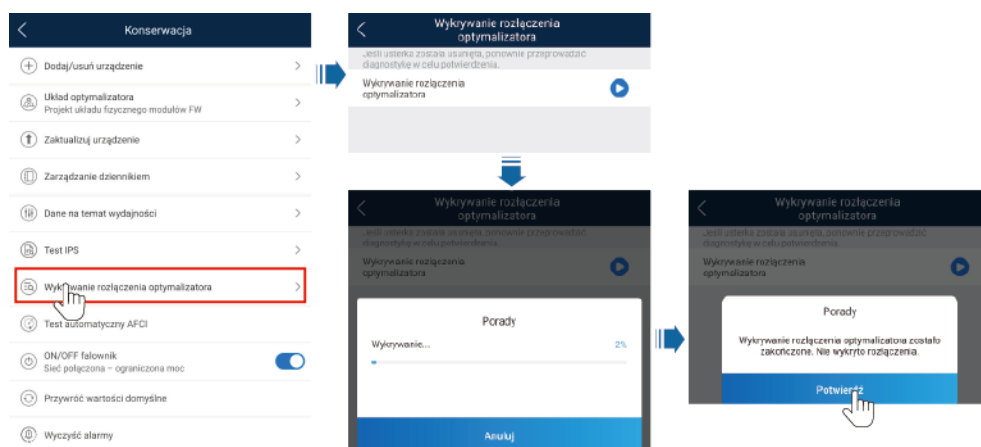 Konserwacja
Dodaj/usuń urządzenie
Układ optymalizatora
Projekt układu fizycznego modułów FW
Zaktualizuj urządzenie
Zarządzanie dziennikiem
Dane na temat wydajności
Test IPS
Wykrywanie rozłączenia optymalizatora
Test automatyczny AFCI
ON/OFF falownik
Sieć połączona – ograniczona moc
Przywróć wartości domyślne
Wyczyść alarmy
Wykrywanie rozłączenia
optymalizatora
Jeśli usterka została usunięta, ponownie przeprowadzić
diagnostykę w celu potwierdzenia.
Wykrywanie rozłączenia
optymalizatora
Wykrywanie rozłączenia
optymalizatora
Jeśli usterka została usunięta, ponownie przeprowadzić
diagnostykę w celu potwierdzenia.
Wykrywanie rozłączenia
optymalizatora
Porady
Wykrywanie... 2%
Anuluj
Wykrywanie rozłączenia
optymalizatora
Jeśli usterka została usunięta, ponownie przeprowadzić
diagnostykę w celu potwierdzenia.
Wykrywanie rozłączenia
optymalizatora
Porady
Wykrywanie rozłączenia optymalizatora zostało
zakończone. Nie wykryto rozłączenia.
Potwierdź